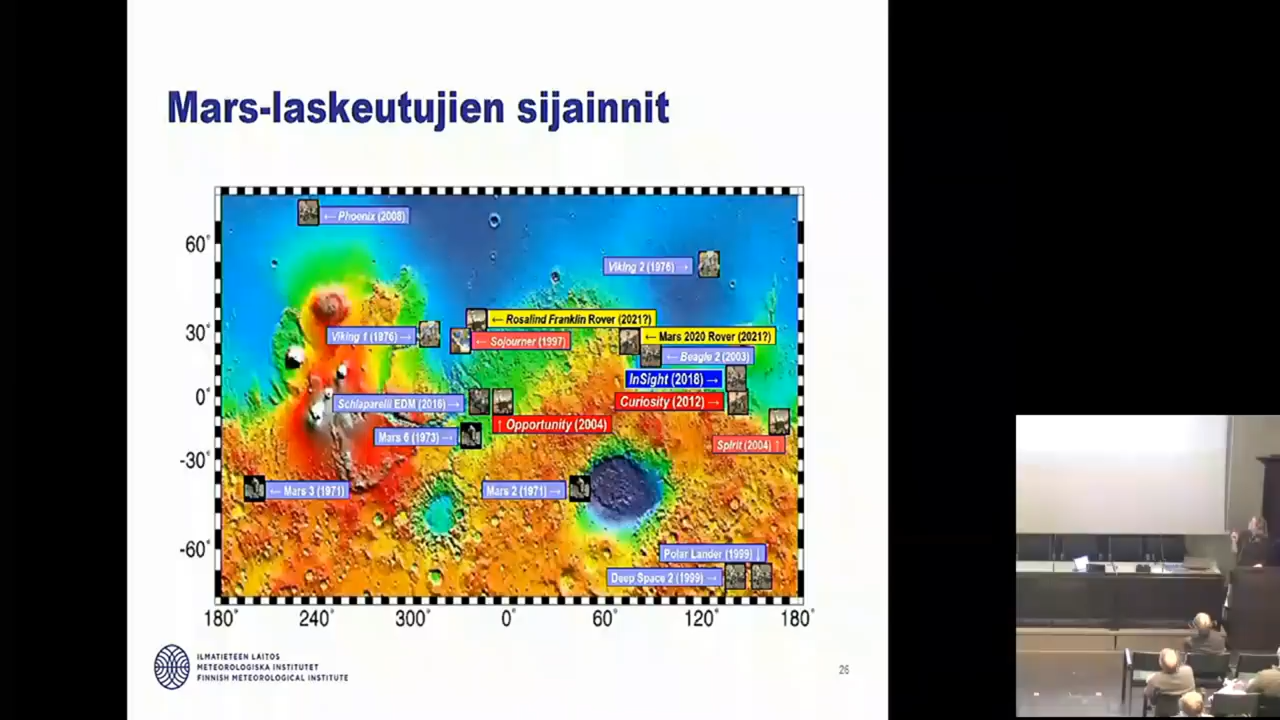 Mars-laskeutujien sijainnit
← Phoenix (2008)
60°
Viking 2 (1976) →
← Rosalind Franklin Rover (2021?)
30°
Viking 1 (1976) →
← Sojourner (1997)
← Mars 2020 Rover (2021?)
← Beagle 2 (2003)
InSight (2018) →
0°
Schiaparelli EDM (2016) →
Curiosity (2012) →
↑ Opportunity (2004)
Mars 6 (1973) →
Spirit (2004) ↑
-30°
← Mars 3 (1971)
Mars 2 (1971) →
-60°
Polar Lander (1999) ↓
Deep Space 2 (1999) →
180° 240° 300° 0° 60° 120° 180°
ILMATIETEEN LAITOS
METEOROLOGISKA INSTITUTET
FINNISH METEOROLOGICAL INSTITUTE
26